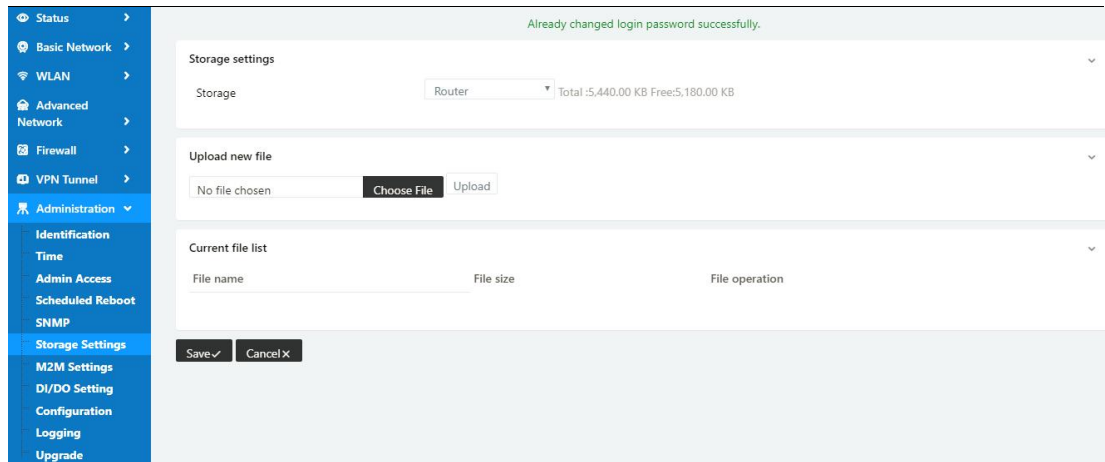 Status
Basic Network
WLAN
Advanced
Network
Firewall
VPN Tunnel
Administration
Identification
Time
Admin Access
Scheduled Reboot
SNMP
Storage Settings
M2M Settings
DI/DO Setting
Configuration
Logging
Upgrade
Already changed login password successfully.
Storage settings
Storage Router Total :5,440.00 KB Free:5,180.00 KB
Upload new file
No file chosen Choose File Upload
Current file list
File name File size File operation
Save Cancel